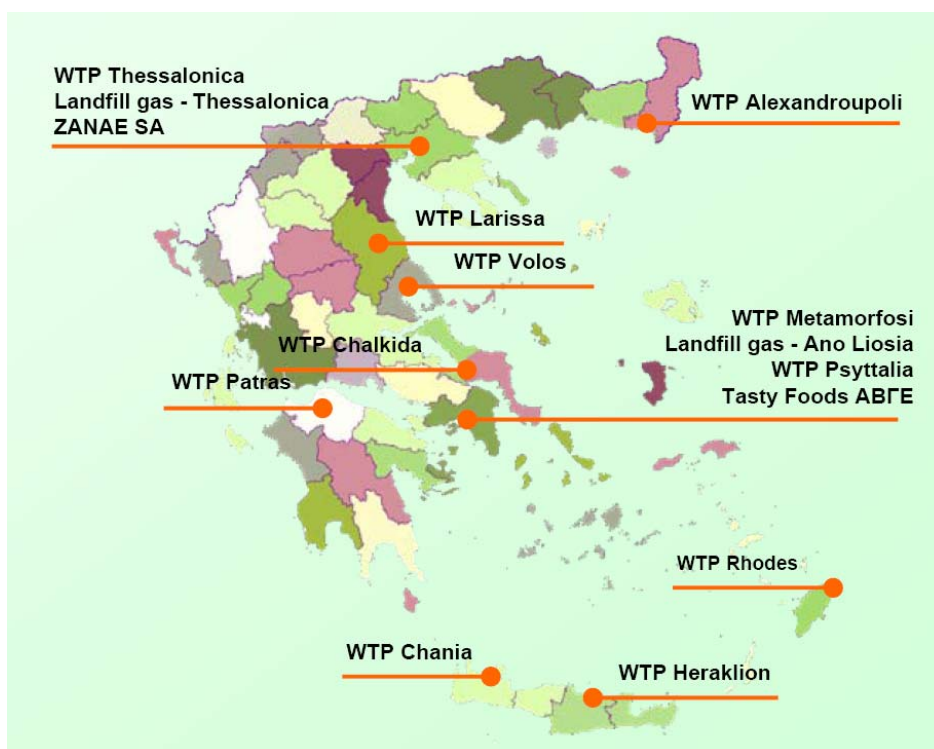 WTP Thessalonica
Landfill gas - Thessalonica
ZANAE SA
WTP Alexandroupoli
WTP Larissa
WTP Volos
WTP Metamorfosi
Landfill gas - Ano Liosia
WTP Psyttalia
Tasty Foods ΑΒΓΕ
WTP Chalkida
WTP Patras
WTP Rhodes
WTP Chania
WTP Heraklion